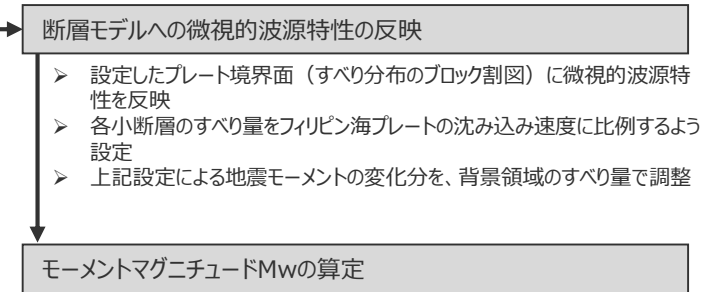 断層モデルへの微視的波源特性の反映
➢ 設定したプレート境界面（すべり分布のブロック割図）に微視的波源特
性を反映
➢ 各小断層のすべり量をフィリピン海プレートの沈み込み速度に比例するよう
設定
➢ 上記設定による地震モーメントの変化分を、背景領域のすべり量で調整
モーメントマグニチュードMwの算定